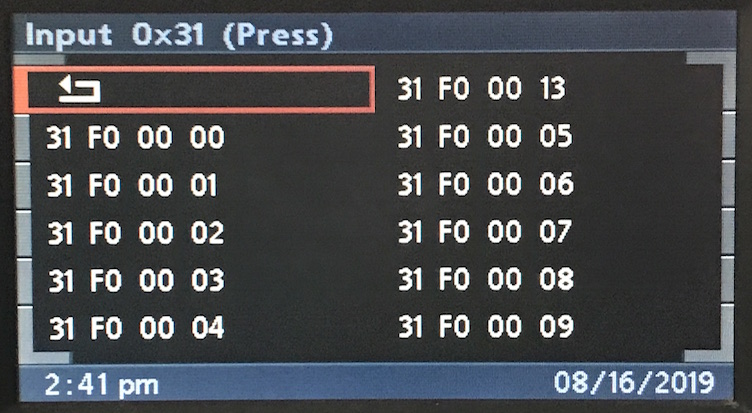 Input 0x31 (Press)
31 F0 00 13
31 F0 00 00
31 F0 00 05
31 F0 00 01
31 F0 00 06
31 F0 00 02
31 F0 00 07
31 F0 00 03
31 F0 00 08
31 F0 00 04
31 F0 00 09
2:41 pm
08/16/2019